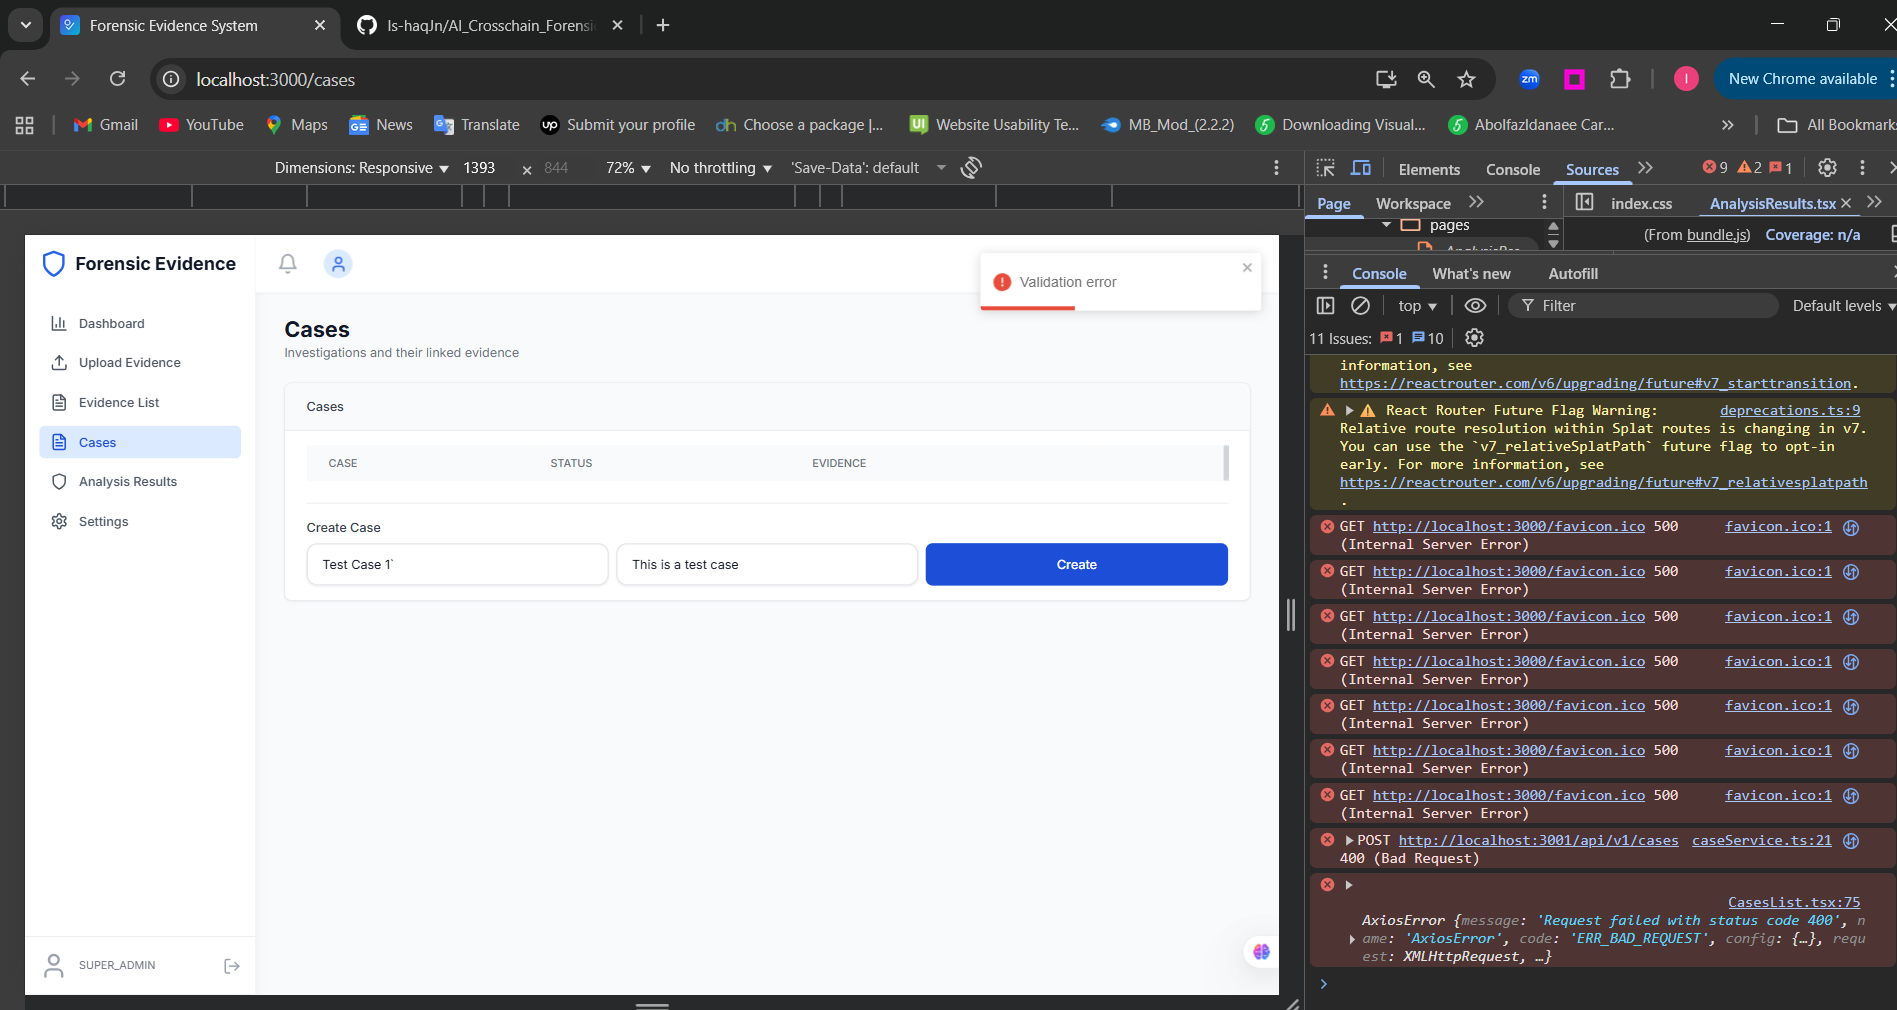 Forensic Evidence System
Is-haqJn/AI_Crosschain_Forensi
localhost:3000/cases
zm
I
New Chrome available
Gmail
YouTube
Maps
News
Translate
up
Submit your profile
dh
Choose a package |...
UI
Website Usability Te...
MB_Mod_(2.2.2)
5
Downloading Visual...
5
AbolfazIdanaee Car...
All Bookmarks
Dimensions: Responsive
1393
×
844
72%
No throttling
'Save-Data': default
Elements
Console
Sources
9
2
1
Page
Workspace
index.css
AnalysisResults.tsx
pages
(From bundle.js)
Coverage: n/a
Forensic Evidence
Validation error
Dashboard
Upload Evidence
Evidence List
Cases
Analysis Results
Settings
SUPER_ADMIN
Cases
Investigations and their linked evidence
Cases
CASE
STATUS
EVIDENCE
Create Case
Test Case 1`
This is a test case
Create
Console
What's new
Autofill
top
Filter
Default levels
11 Issues:
1
10
information, see
https://reactrouter.com/v6/upgrading/future#v7_starttransition.
React Router Future Flag Warning:
deprecations.ts:9
Relative route resolution within Splat routes is changing in v7.
You can use the `v7_relativeSplatPath` future flag to opt-in
early. For more information, see
https://reactrouter.com/v6/upgrading/future#v7_relativesplatpath
.
GET http://localhost:3000/favicon.ico 500
favicon.ico:1
(Internal Server Error)
GET http://localhost:3000/favicon.ico 500
favicon.ico:1
(Internal Server Error)
GET http://localhost:3000/favicon.ico 500
favicon.ico:1
(Internal Server Error)
GET http://localhost:3000/favicon.ico 500
favicon.ico:1
(Internal Server Error)
GET http://localhost:3000/favicon.ico 500
favicon.ico:1
(Internal Server Error)
GET http://localhost:3000/favicon.ico 500
favicon.ico:1
(Internal Server Error)
GET http://localhost:3000/favicon.ico 500
favicon.ico:1
(Internal Server Error)
POST http://localhost:3001/api/v1/cases
caseService.ts:21
400 (Bad Request)
CasesList.tsx:75
AxiosError {message: 'Request failed with status code 400', n
ame: 'AxiosError', code: 'ERR_BAD_REQUEST', config: {…}, requ
est: XMLHttpRequest, …}